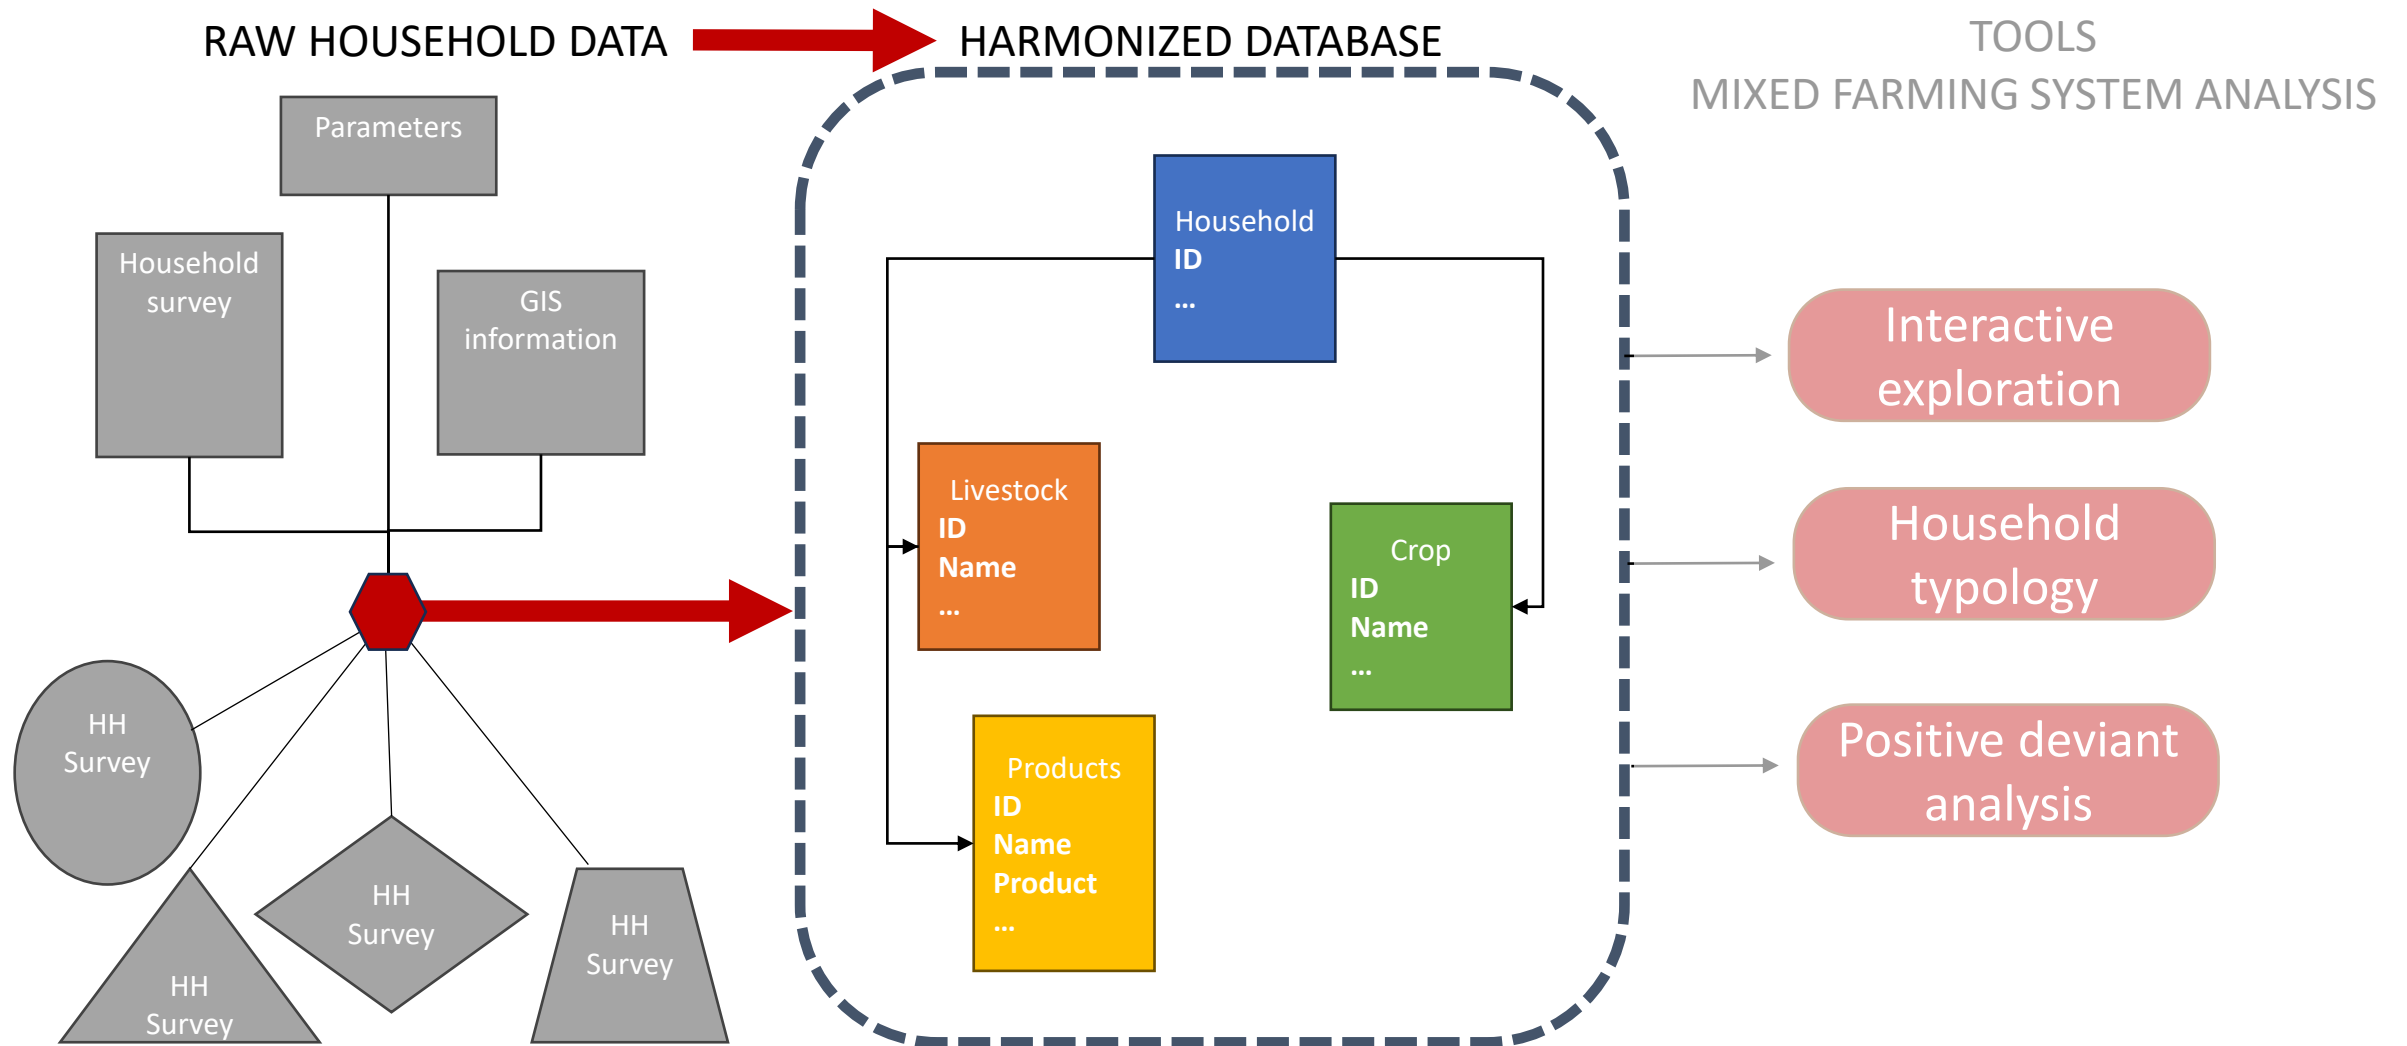 RAW HOUSEHOLD DATA
HARMONIZED DATABASE
TOOLS
MIXED FARMING SYSTEM ANALYSIS
Parameters
Household
survey
GIS
information
HH
Survey
HH
Survey
HH
Survey
HH
Survey
Household
ID
...
Livestock
ID
Name
...
Crop
ID
Name
...
Products
ID
Name
Product
...
Interactive
exploration
Household
typology
Positive deviant
analysis